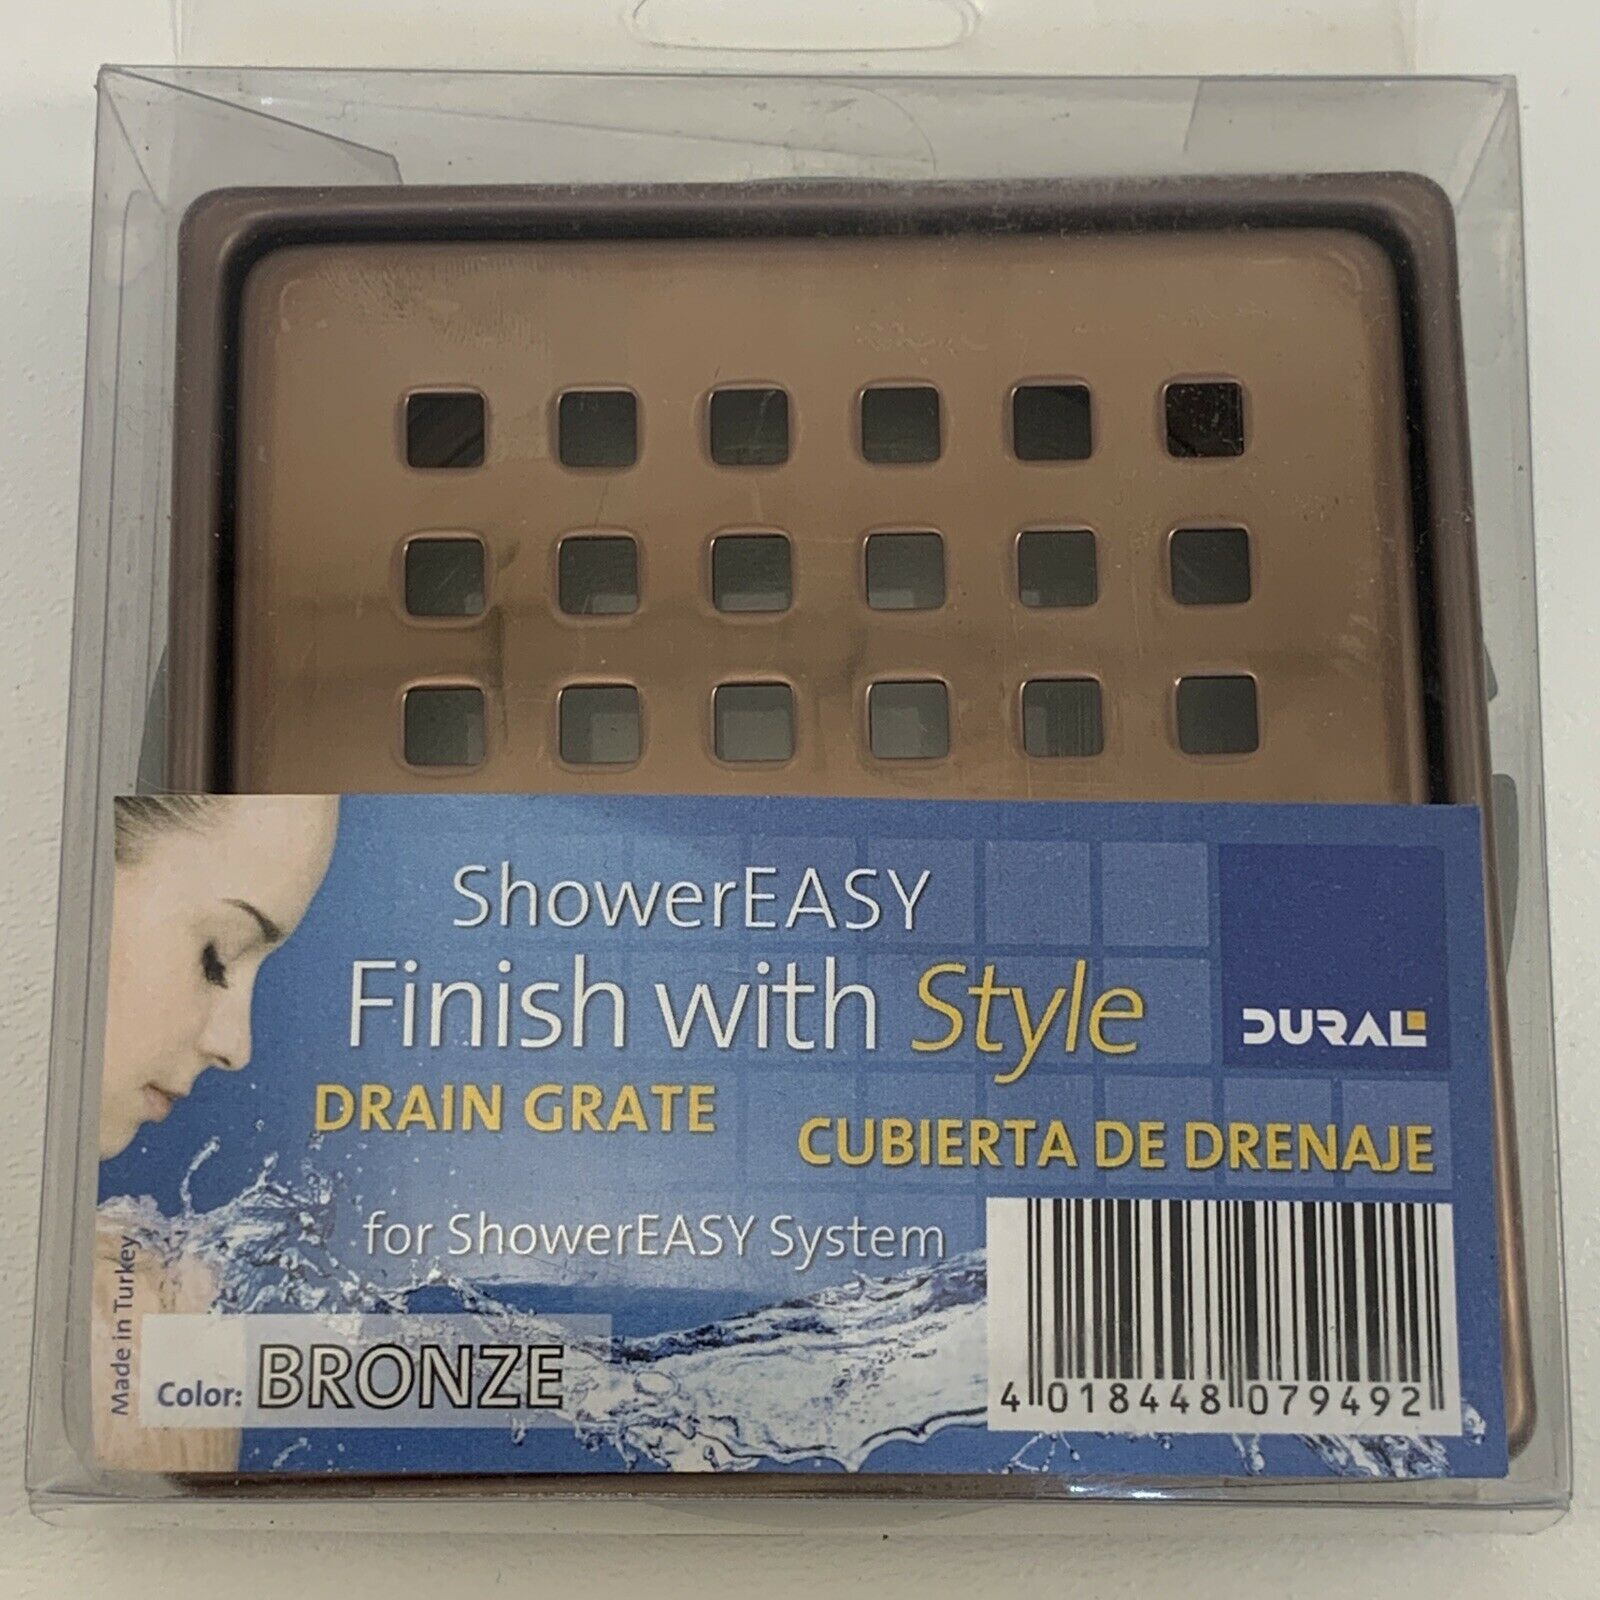 ShowerEASY
Finish with Style
DURAL
DRAIN GRATE
CUBIERTA DE DRENAJE
for ShowerEASY System
Made in Turkey
Color: BRONZE
4 018448 079492